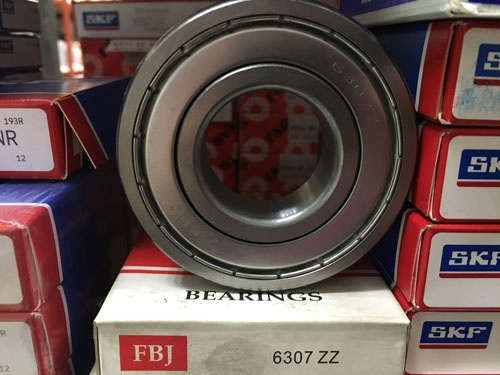 SKF
SKF
6307ZZ
193R
NR
12
12
SKF
SKF
SKF
BEARINGS
FBJ
6307 ZZ